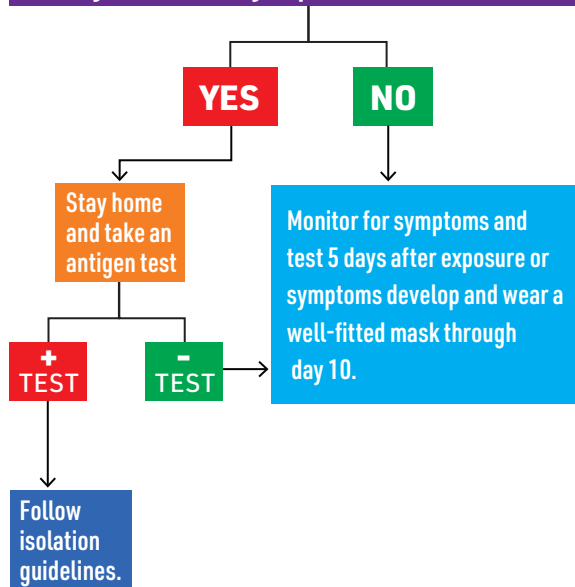 YES
NO
Stay home
and take an
antigen test
Monitor for symptoms and
test 5 days after exposure or
symptoms develop and wear a
well-fitted mask through
day 10.
+
TEST
-
TEST
Follow
isolation
guidelines.